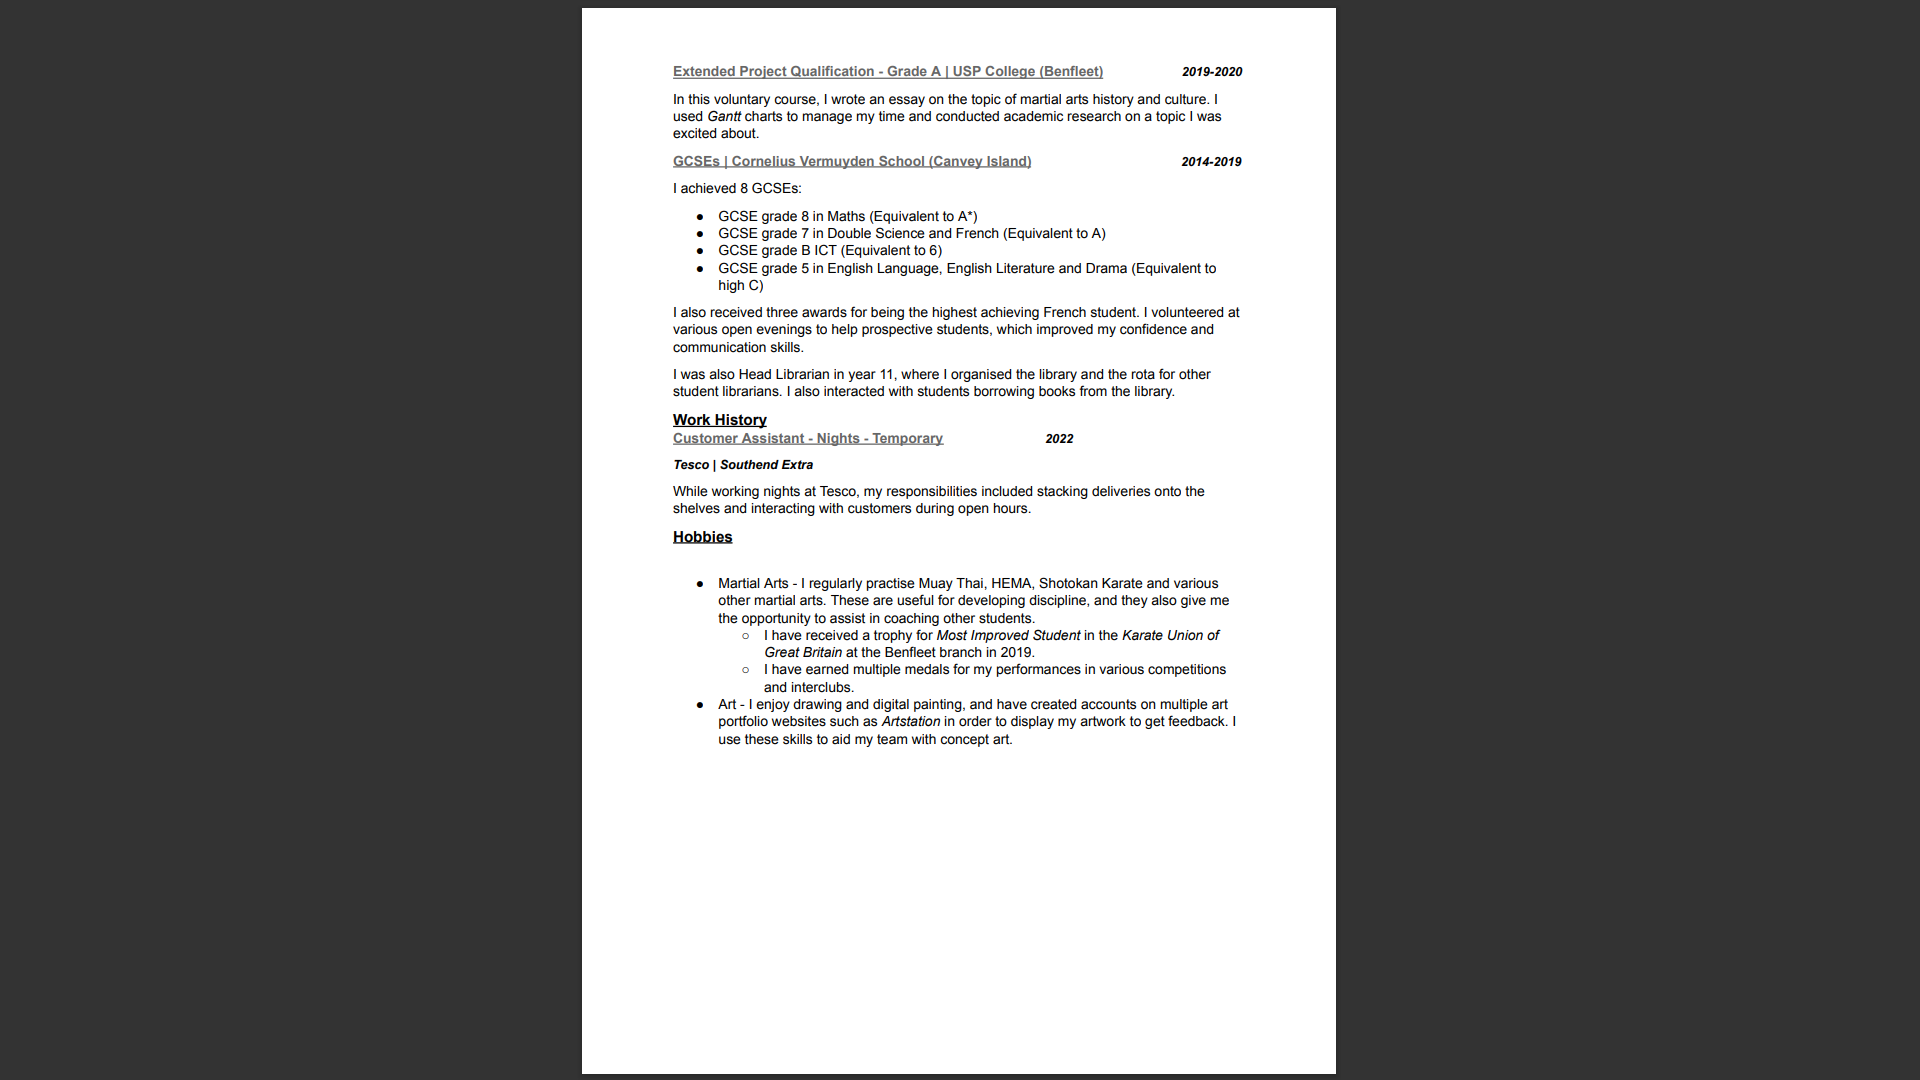 Extended Project Qualification - Grade A | USP College (Benfleet) 2019-2020
In this voluntary course, I wrote an essay on the topic of martial arts history and culture. I
used Gantt charts to manage my time and conducted academic research on a topic I was
excited about.
GCSEs | Cornelius Vermuyden School (Canvey Island) 2014-2019
I achieved 8 GCSEs:
● GCSE grade 8 in Maths (Equivalent to A*)
● GCSE grade 7 in Double Science and French (Equivalent to A)
● GCSE grade B ICT (Equivalent to 6)
● GCSE grade 5 in English Language, English Literature and Drama (Equivalent to
high C)
I also received three awards for being the highest achieving French student. I volunteered at
various open evenings to help prospective students, which improved my confidence and
communication skills.
I was also Head Librarian in year 11, where I organised the library and the rota for other
student librarians. I also interacted with students borrowing books from the library.
Work History
Customer Assistant - Nights - Temporary 2022
Tesco | Southend Extra
While working nights at Tesco, my responsibilities included stacking deliveries onto the
shelves and interacting with customers during open hours.
Hobbies
● Martial Arts - I regularly practise Muay Thai, HEMA, Shotokan Karate and various
other martial arts. These are useful for developing discipline, and they also give me
the opportunity to assist in coaching other students.
○ I have received a trophy for Most Improved Student in the Karate Union of
Great Britain at the Benfleet branch in 2019.
○ I have earned multiple medals for my performances in various competitions
and interclubs.
● Art - I enjoy drawing and digital painting, and have created accounts on multiple art
portfolio websites such as Artstation in order to display my artwork to get feedback. I
use these skills to aid my team with concept art.